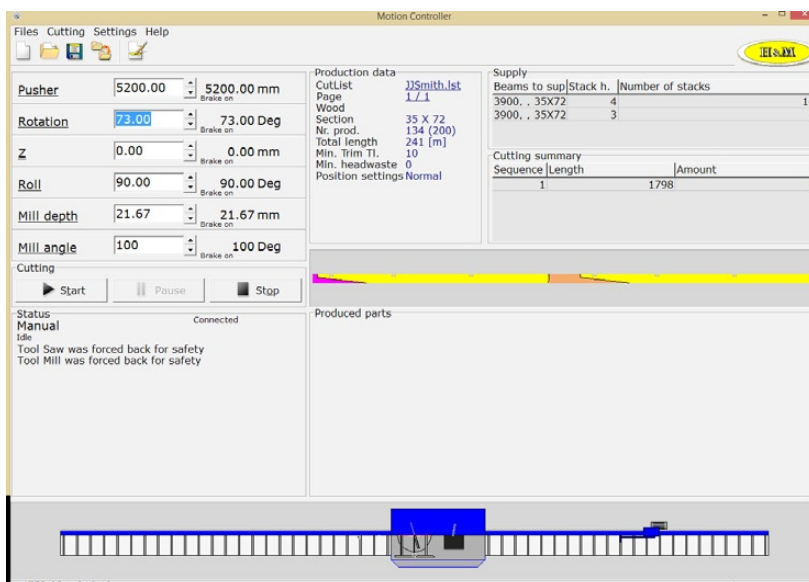 Motion Controller
Files Cutting Settings Help
H&M
Pusher 5200.00 5200.00 mm
Brake on
Rotation 73.00 73.00 Deg
Brake on
Z 0.00 0.00 mm
Brake on
Roll 90.00 90.00 Deg
Brake on
Mill depth 21.67 21.67 mm
Brake on
Mill angle 100 100 Deg
Brake on
Cutting
Start Pause Stop
Status
Manual Connected
Idle
Tool Saw was forced back for safety
Tool Mill was forced back for safety
Production data
CutList JJSmith.lst
Page 1 / 1
Wood
Section 35 X 72
Nr. prod. 134 (200)
Total length 241 [m]
Min. Trim Tl. 10
Min. headwaste 0
Position settings Normal
Supply
Beams to sup Stack h. Number of stacks
3900, , 35X72 4 1
3900, , 35X72 3
Cutting summary
Sequence Length Amount
1 1798
Produced parts